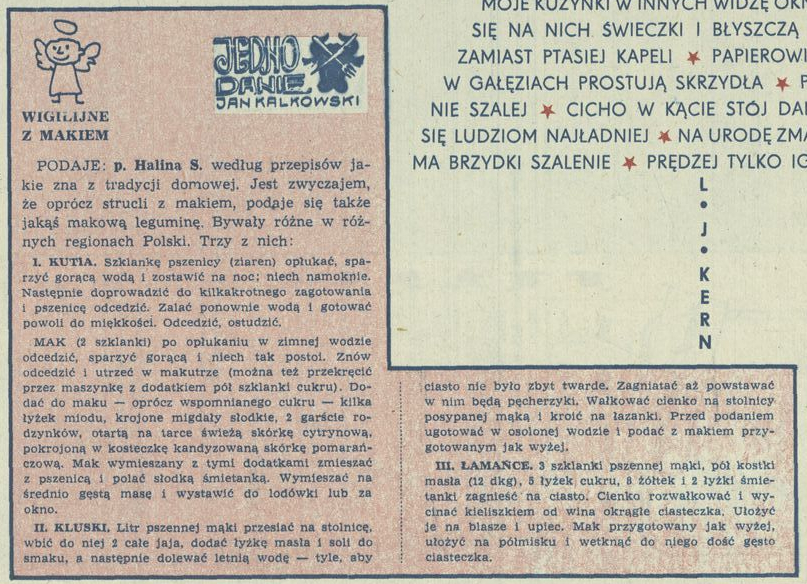 JEDNO
DANIE
JAN KALKOWSKI
WIGILIJNE
Z MAKIEM
PODAJE: p. Halina S. według przepisów ja-
kie zna z tradycji domowej. Jest zwyczajem,
że oprócz strucli z makiem, podaje się także
jakąś makową leguminę. Bywały różne w róż-
nych regionach Polski. Trzy z nich:
I. KUTIA. Szklankę pszenicy (ziaren) opłukać, spa-
rzyć gorącą wodą i zostawić na noc; niech namoknie.
Następnie doprowadzić do kilkakrotnego zagotowania
i pszenicę odcedzić. Zalać ponownie wodą i gotować
powoli do miękkości. Odcedzić, ostudzić.
MAK (2 szklanki) po opłukaniu w zimnej wodzie
odcedzić, sparzyć gorącą i niech tak postoi. Znów
odcedzić i utrzeć w makutrze (można też przekręcić
przez maszynkę z dodatkiem pół szklanki cukru). Do-
dać do maku — oprócz wspomnianego cukru — kilka
łyżek miodu, krojone migdały słodkie, 2 garście ro-
dzynków, otartą na tarce świeżą skórkę cytrynową,
pokrojoną w kosteczkę kandyzowaną skórkę pomarań-
czową. Mak wymieszany z tymi dodatkami zmieszać
z pszenicą i polać słodką śmietanką. Wymieszać na
średnio gęstą masę i wystawić do lodówki lub za
okno.
II. KLUSKI. Litr pszennej mąki przesiać na stolnicę,
wbić do niej 2 całe jaja, dodać łyżkę masła i soli do
smaku, a następnie dolewać letnią wodę — tyle, aby
ciasto nie było zbyt twarde. Zagniatać aż powstawać
w nim będą pęcherzyki. Wałkować cienko na stolnicy
posypanej mąką i kroić na łazanki. Przed podaniem
ugotować w osolonej wodzie i podać z makiem przy-
gotowanym jak wyżej.
III. ŁAMAŃCE. 3 szklanki pszennej mąki, pół kostki
masła (12 dkg), 5 łyżek cukru, 8 żółtek i 2 łyżki śmie-
tanki zagnieść na ciasto. Cienko rozwałkować i wy-
cinać kieliszkiem od wina okrągłe ciasteczka. Ułożyć
je na blasze i upiec. Mak przygotowany jak wyżej,
ułożyć na półmisku i wetknąć do niego dość gęsto
ciasteczka.
MOJE KUZYNKI W INNYCH WIDZĘ
SIĘ NA NICH ŚWIECZKI I BŁYSZCZĄ
ZAMIAST PTASIEJ KAPELI ★
W GAŁĘZIACH PROSTUJĄ SKRZYDŁA ★
NIE SZALEJ ★ CICHO W KĄCIE STÓJ
SIĘ LUDZIOM NAJŁADNIEJ ★ NA URODĘ
MA BRZYDKI SZALENIE ★ PRĘDZEJ TYLKO
L
•
J
•
K
E
R
N